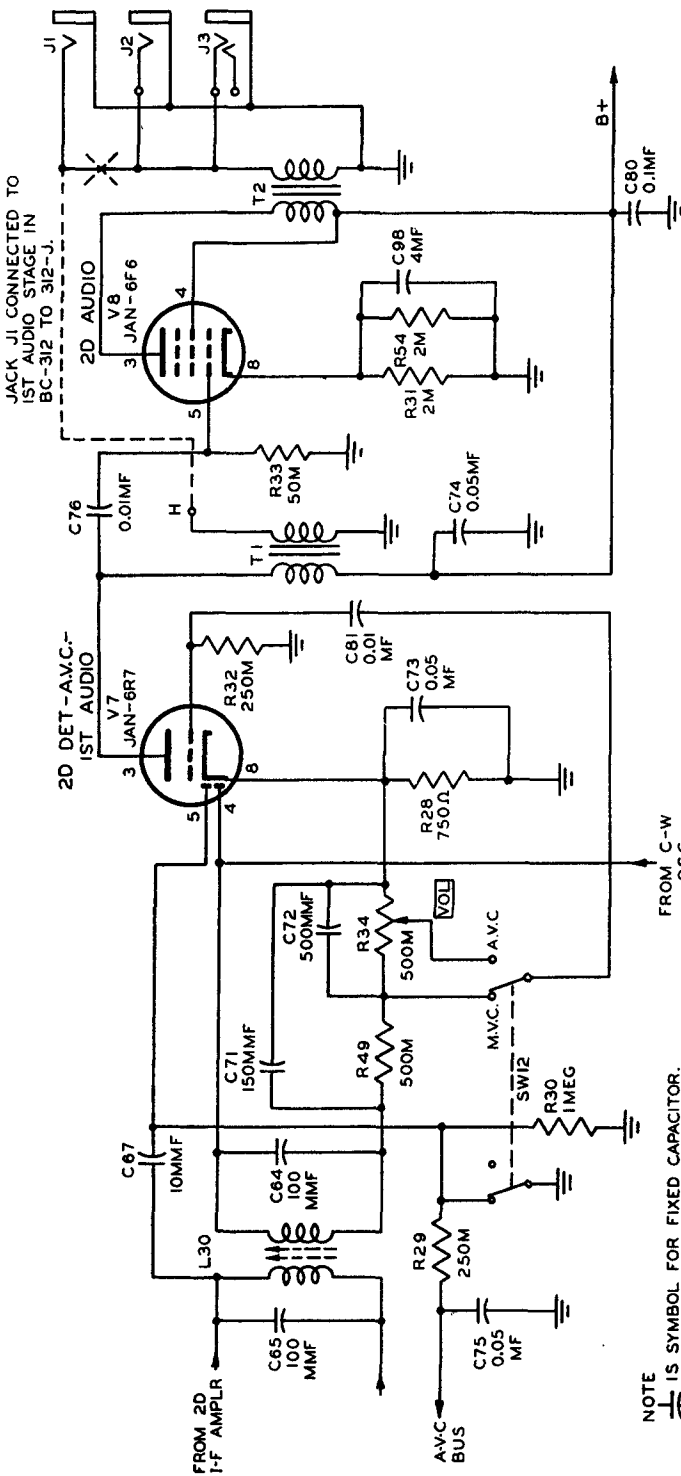 JACK J1 CONNECTED TO
1ST AUDIO STAGE IN
BC-312 TO 312-J.
J1
J2
J3
2D AUDIO
V8
JAN-6F6
3
4
5
8
T2
B+
C80
0.1MF
C98
4MF
R54
2M
R31
2M
C76
0.01MF
H
R33
50M
T1
C74
0.05MF
2D DET-A.V.C.-
1ST AUDIO
V7
JAN-6R7
3
5
4
8
R32
250M
C81
0.01
MF
C73
0.05
MF
R28
750Ω
FROM C-W
C72
500MMF
R34
500M
VOL
A.V.C
M.V.C.
C71
150MMF
R49
500M
SW12
R30
1MEG
C67
10MMF
C64
100
MMF
L30
R29
250M
C65
100
MMF
C75
0.05
MF
FROM 2D
I-F AMPLR
A-V-C
BUS
NOTE
IS SYMBOL FOR FIXED CAPACITOR.